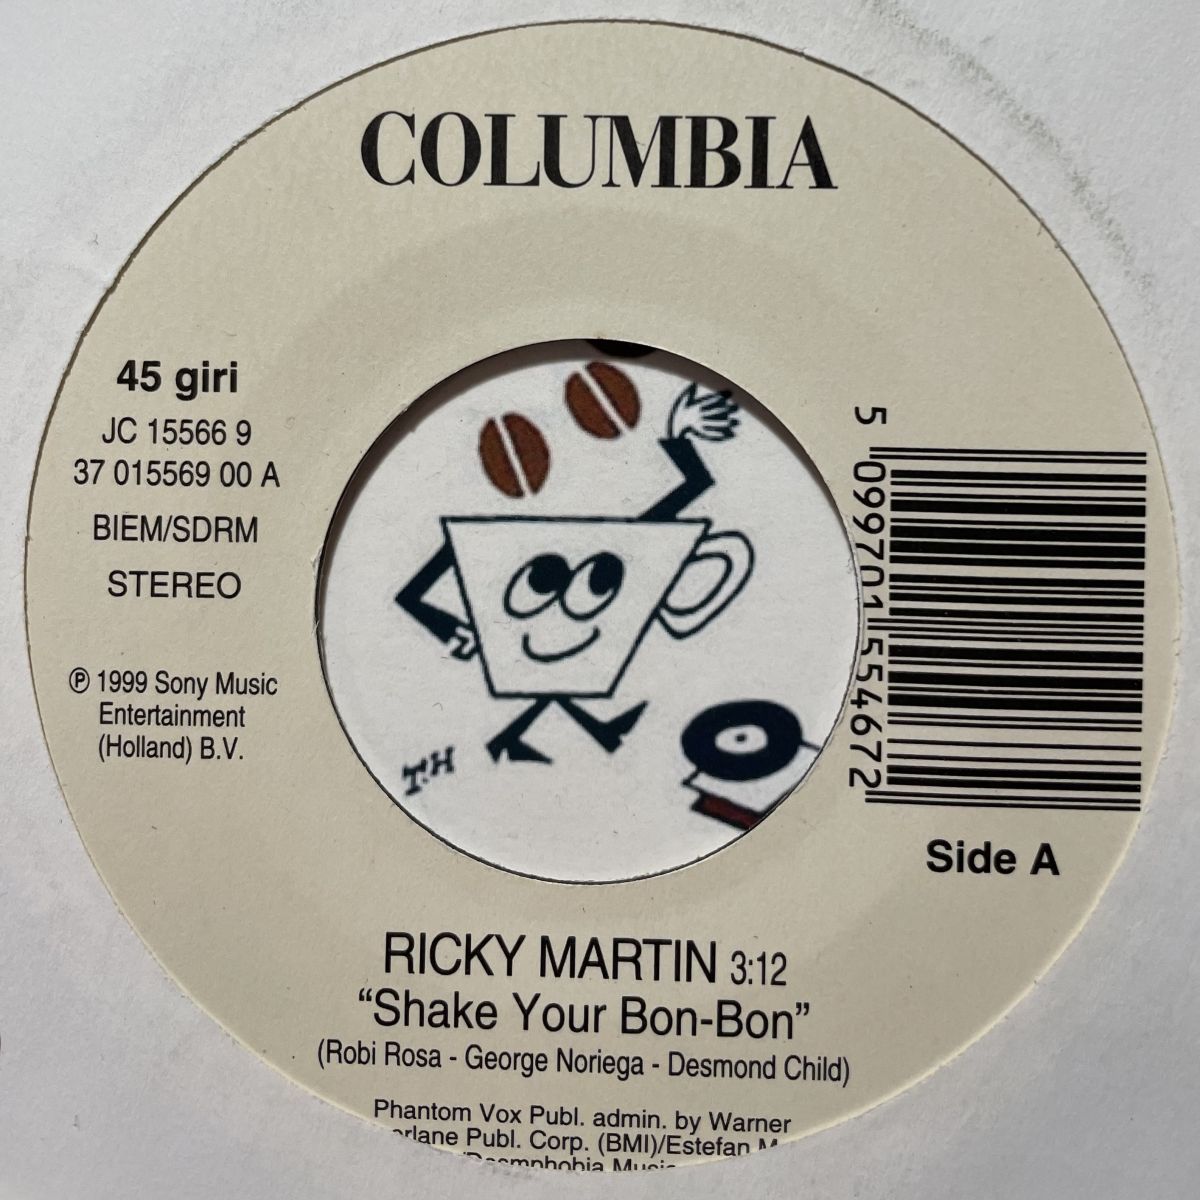 COLUMBIA
45 giri
JC 15566 9
37 015569 00 A
BIEM/SDRM
STEREO
℗ 1999 Sony Music
Entertainment
(Holland) B.V.
T.H
5 099701 554672
Side A
RICKY MARTIN 3:12
“Shake Your Bon-Bon”
(Robi Rosa - George Noriega - Desmond Child)
Phantom Vox Publ. admin. by Warner
Publ. Corp. (BMI)/Estefan